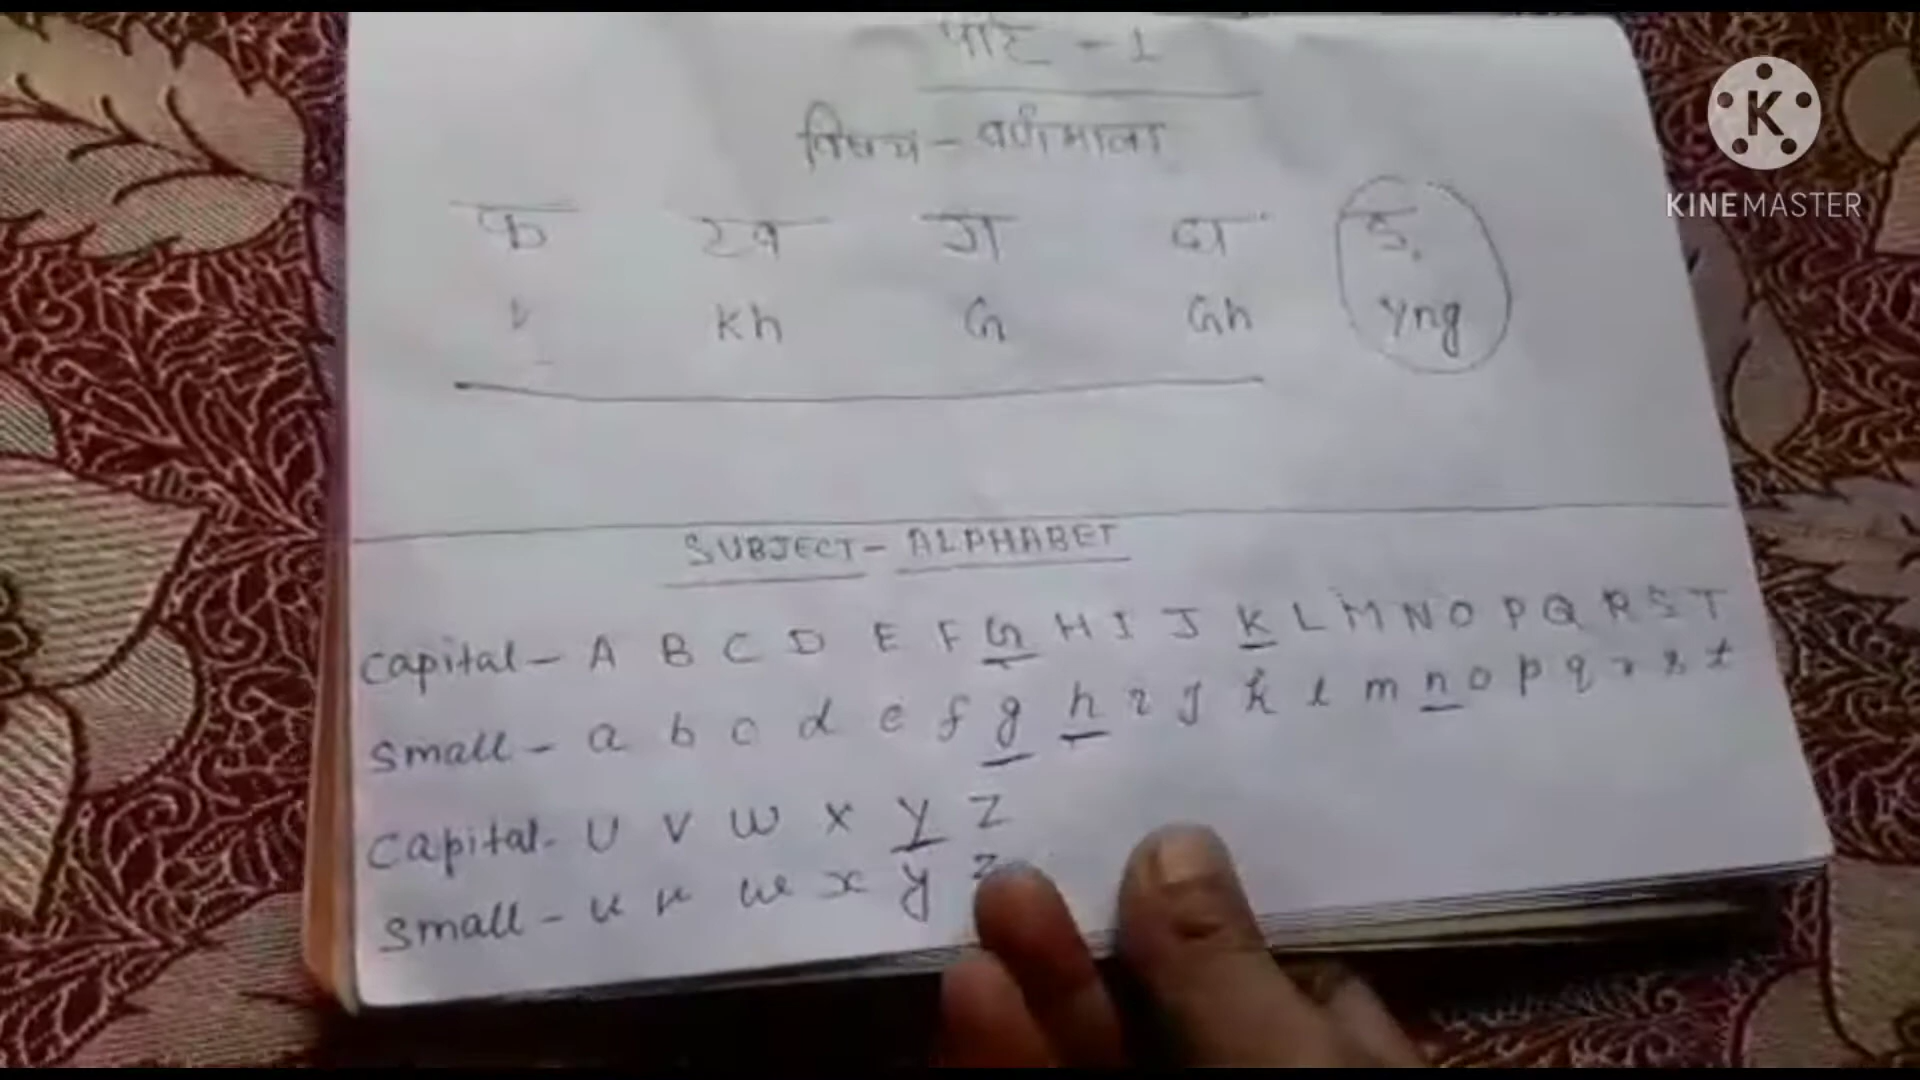 पार्ट - 1
विषय - वर्णमाला
क ख ग घ ङ
K Kh G Gh yng
SUBJECT - ALPHABET
Capital - A B C D E F G H I J K L M N O P Q R S T
Small - a b c d e f g h i j k l m n o p q r s t
Capital - U V W X Y Z
Small - u v w x y z
K
KINEMASTER